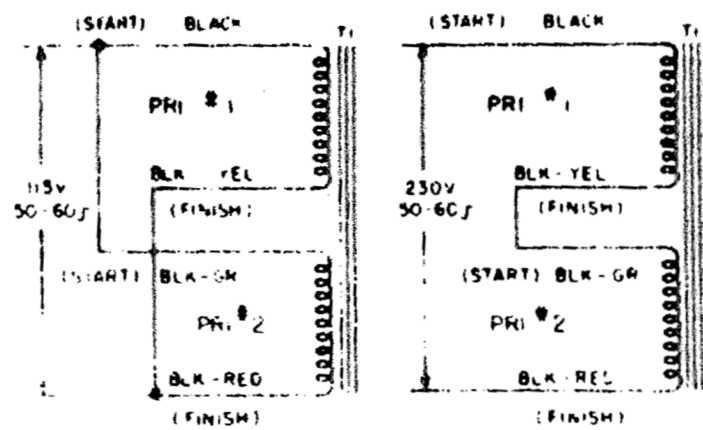 (START) BLACK
T1
PRI #1
BLK YEL
(FINISH)
115V
50-60~
(START) BLK-GR
PRI #2
BLK-RED
(FINISH)
(START) BLACK
T1
PRI #1
BLK-YEL
(FINISH)
230V
50-60~
(START) BLK-GR
PRI #2
BLK-RED
(FINISH)